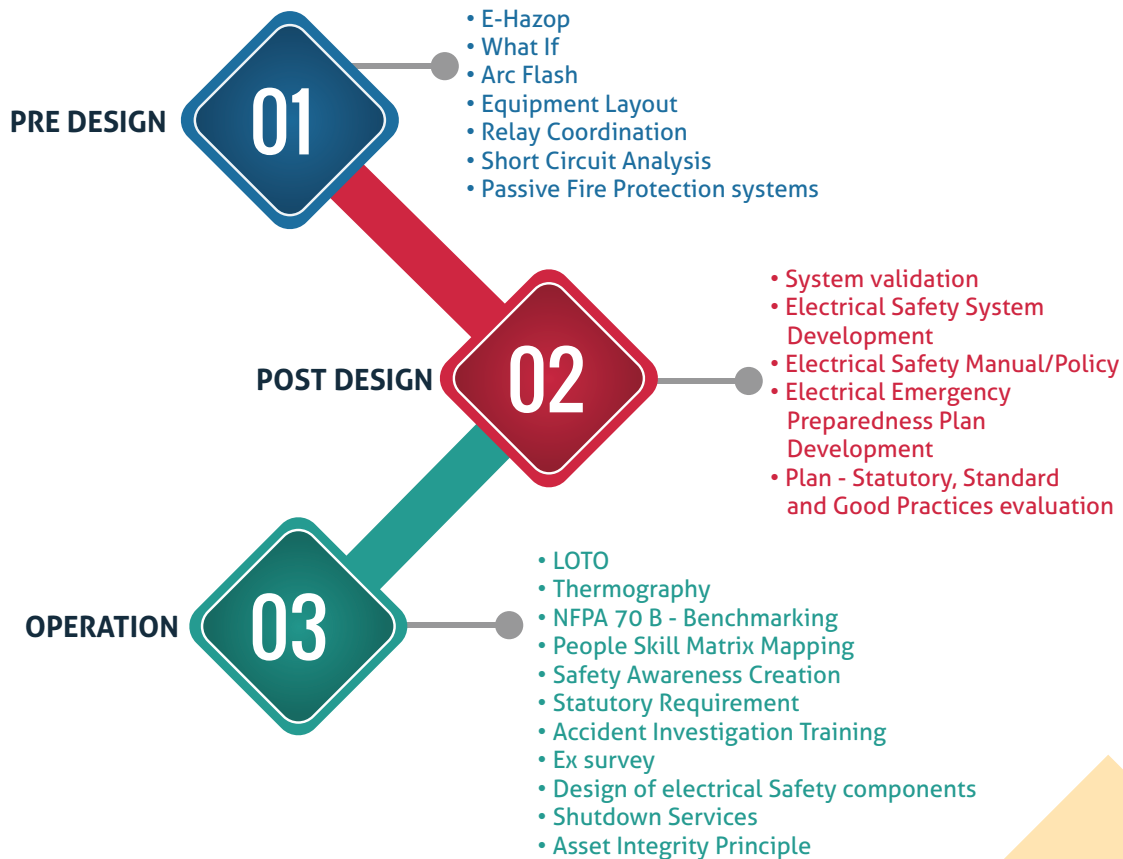 PRE DESIGN
01
• E-Hazop
• What If
• Arc Flash
• Equipment Layout
• Relay Coordination
• Short Circuit Analysis
• Passive Fire Protection systems
POST DESIGN
02
• System validation
• Electrical Safety System
Development
• Electrical Safety Manual/Policy
• Electrical Emergency
Preparedness Plan
Development
• Plan - Statutory, Standard
and Good Practices evaluation
OPERATION
03
• LOTO
• Thermography
• NFPA 70 B - Benchmarking
• People Skill Matrix Mapping
• Safety Awareness Creation
• Statutory Requirement
• Accident Investigation Training
• Ex survey
• Design of electrical Safety components
• Shutdown Services
• Asset Integrity Principle